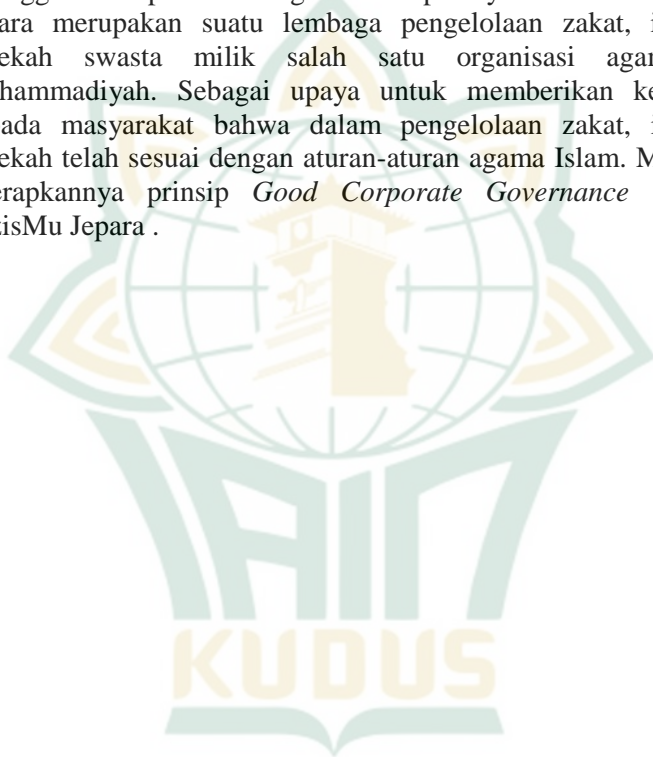 ara merupakan suatu lembaga pengelolaan zakat, i
ekah swasta milik salah satu organisasi agar
hammadiyah. Sebagai upaya untuk memberikan ke
ada masyarakat bahwa dalam pengelolaan zakat, i
ekah telah sesuai dengan aturan-aturan agama Islam. M
erapkannya prinsip Good Corporate Governance
zisMu Jepara .
IAIN
KUDUS